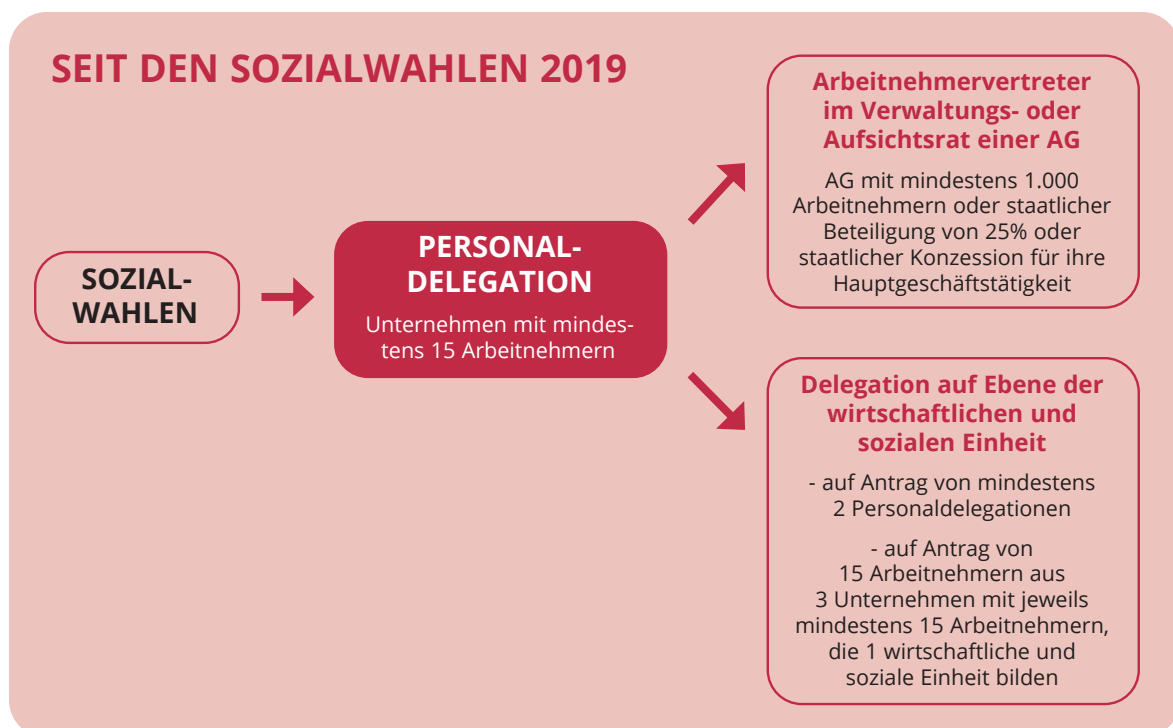 SEIT DEN SOZIALWAHLEN 2019
SOZIAL-
WAHLEN
PERSONAL-
DELEGATION
Unternehmen mit mindes-
tens 15 Arbeitnehmern
Arbeitnehmervertreter
im Verwaltungs- oder
Aufsichtsrat einer AG
AG mit mindestens 1.000
Arbeitnehmern oder staatlicher
Beteiligung von 25% oder
staatlicher Konzession für ihre
Hauptgeschäftstätigkeit
Delegation auf Ebene der
wirtschaftlichen und
sozialen Einheit
- auf Antrag von mindestens
2 Personaldelegationen
- auf Antrag von
15 Arbeitnehmern aus
3 Unternehmen mit jeweils
mindestens 15 Arbeitnehmern,
die 1 wirtschaftliche und
soziale Einheit bilden